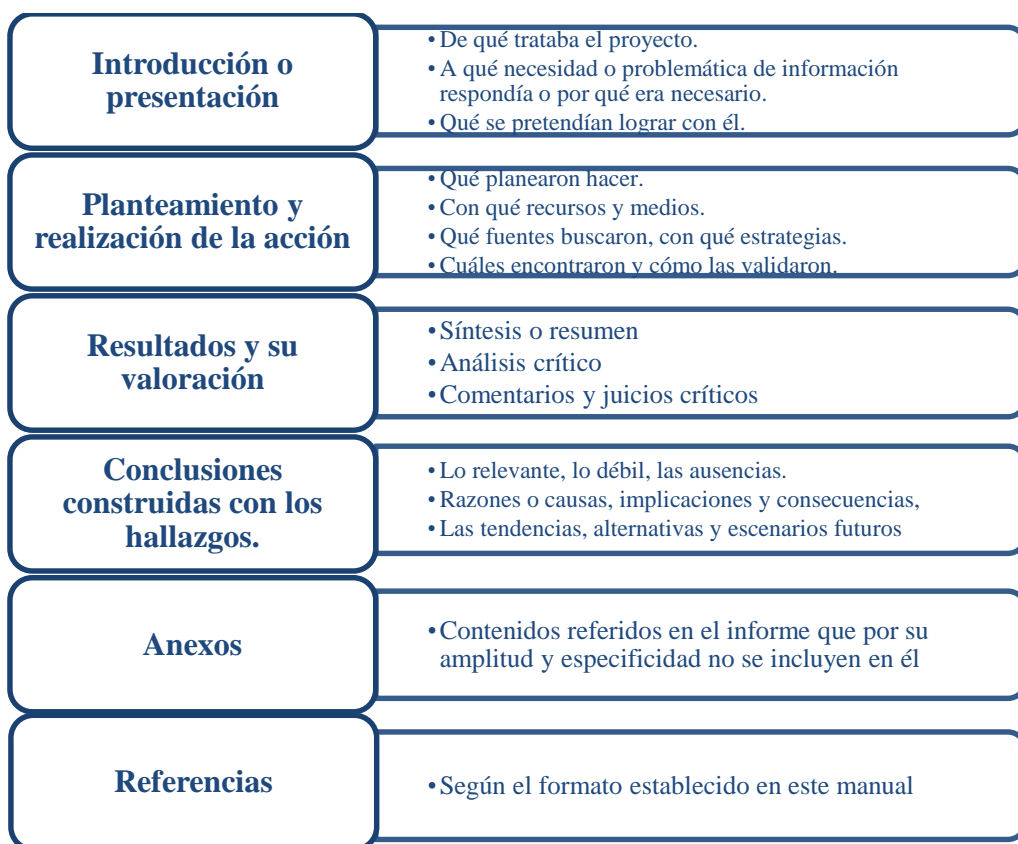 Introducción o
presentación
• De qué trataba el proyecto.
• A qué necesidad o problemática de información
respondía o por qué era necesario.
• Qué se pretendían lograr con él.
Planteamiento y
realización de la acción
• Qué planearon hacer.
• Con qué recursos y medios.
• Qué fuentes buscaron, con qué estrategias.
• Cuáles encontraron y cómo las validaron.
Resultados y su
valoración
• Síntesis o resumen
• Análisis crítico
• Comentarios y juicios críticos
Conclusiones
construidas con los
hallazgos.
• Lo relevante, lo débil, las ausencias.
• Razones o causas, implicaciones y consecuencias,
• Las tendencias, alternativas y escenarios futuros
Anexos
• Contenidos referidos en el informe que por su
amplitud y especificidad no se incluyen en él
Referencias
• Según el formato establecido en este manual